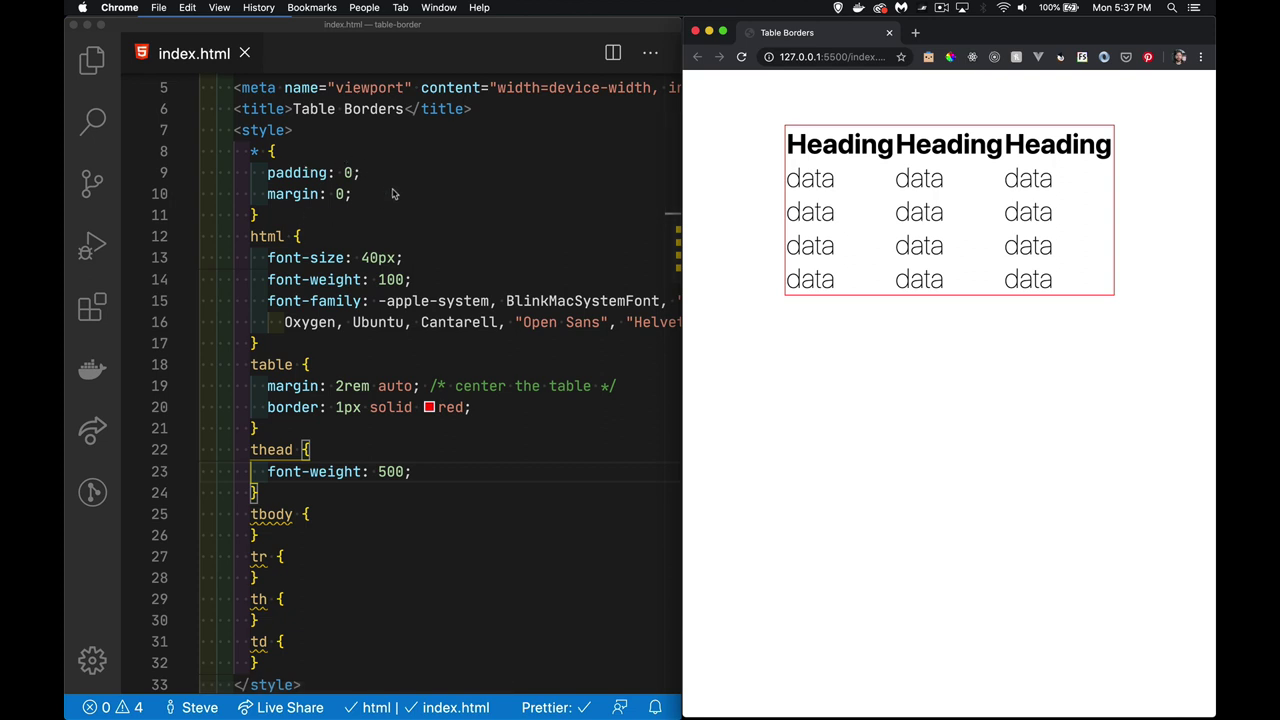 Chrome File Edit View History Bookmarks People Tab Window Help 100% Mon 5:37 PM
index.html — table-border
index.html
5 <meta name="viewport" content="width=device-width, in
6 <title>Table Borders</title>
7 <style>
8 * {
9 padding: 0;
10 margin: 0;
11 }
12 html {
13 font-size: 40px;
14 font-weight: 100;
15 font-family: -apple-system, BlinkMacSystemFont, "
16 Oxygen, Ubuntu, Cantarell, "Open Sans", "Helvet
17 }
18 table {
19 margin: 2rem auto; /* center the table */
20 border: 1px solid red;
21 }
22 thead {
23 font-weight: 500;
24 }
25 tbody {
26 }
27 tr {
28 }
29 th {
30 }
31 td {
32 }
33 </style>
0 4 Steve Live Share html | index.html Prettier:
Table Borders
127.0.0.1:5500/index....
Heading Heading Heading
data data data
data data data
data data data
data data data